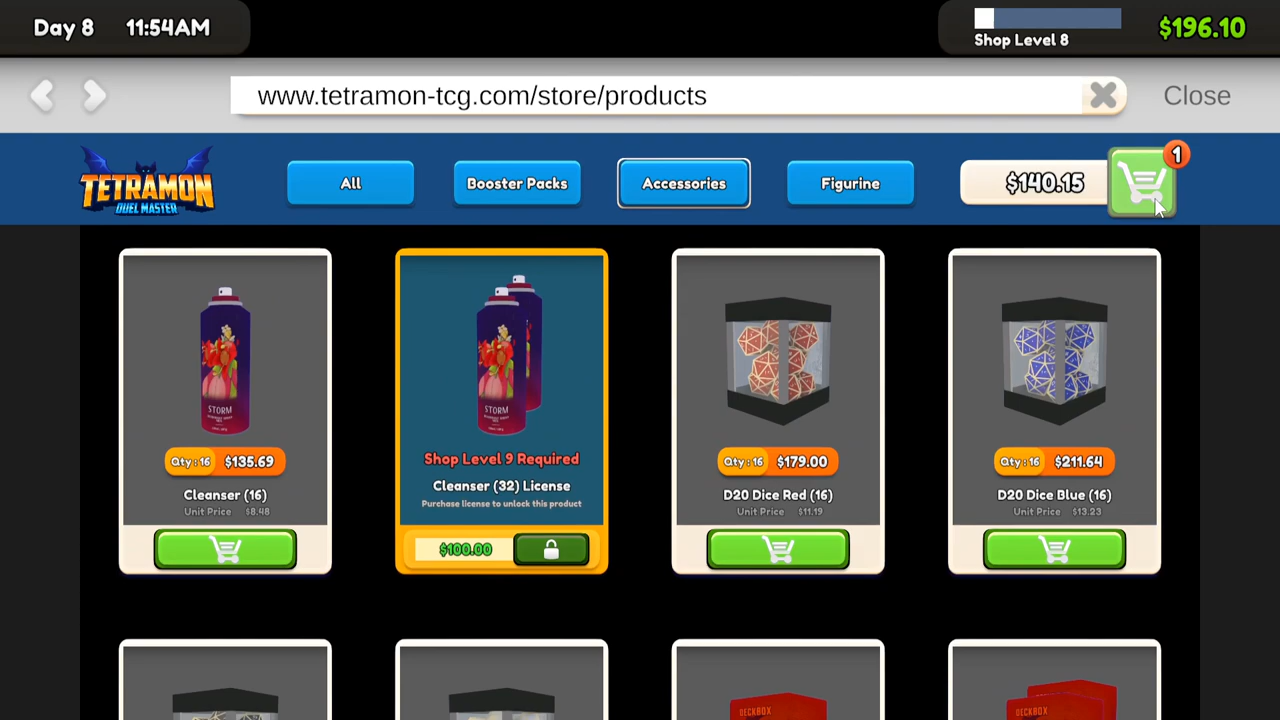 Day 8 11:54AM
Shop Level 8
$196.10
www.tetramon-tcg.com/store/products
Close
TETRAMON
DUEL MASTER
All
Booster Packs
Accessories
Figurine
$140.15
1
STORM
Qty : 16 $135.69
Cleanser (16)
Unit Price $8.48
STORM
Shop Level 9 Required
Cleanser (32) License
Purchase license to unlock this product
$100.00
Qty : 16 $179.00
D20 Dice Red (16)
Unit Price $11.19
Qty : 16 $211.64
D20 Dice Blue (16)
Unit Price $13.23
DECKBOX
DECKBOX